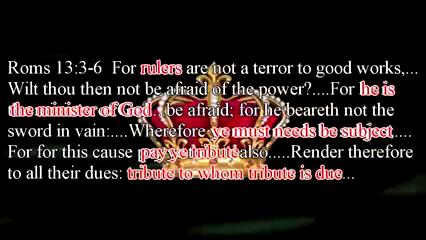 Roms 13:3-6 For rulers are not a terror to good works,...
Wilt thou then not be afraid of the power?....For he is
the minister of God...be afraid; for he beareth not the
sword in vain:....Wherefore ye must needs be subject....
For for this cause pay ye tribute also.....Render therefore
to all their dues: tribute to whom tribute is due...